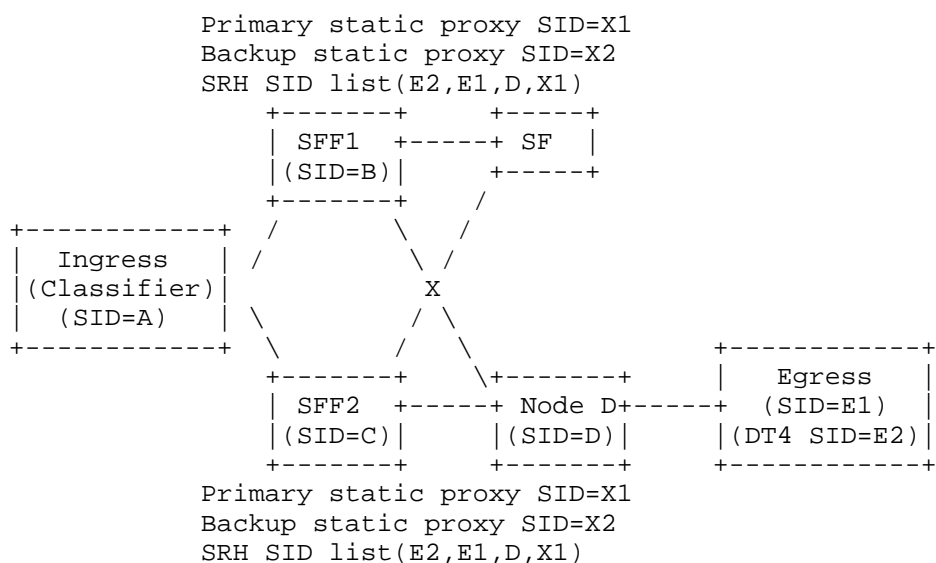 Primary static proxy SID=X1
Backup static proxy SID=X2
SRH SID list(E2,E1,D,X1)
SFF1 SF
(SID=B)
Ingress
(Classifier) X
(SID=A)
Egress
SFF2 Node D (SID=E1)
(SID=C) (SID=D) (DT4 SID=E2)
Primary static proxy SID=X1
Backup static proxy SID=X2
SRH SID list(E2,E1,D,X1)